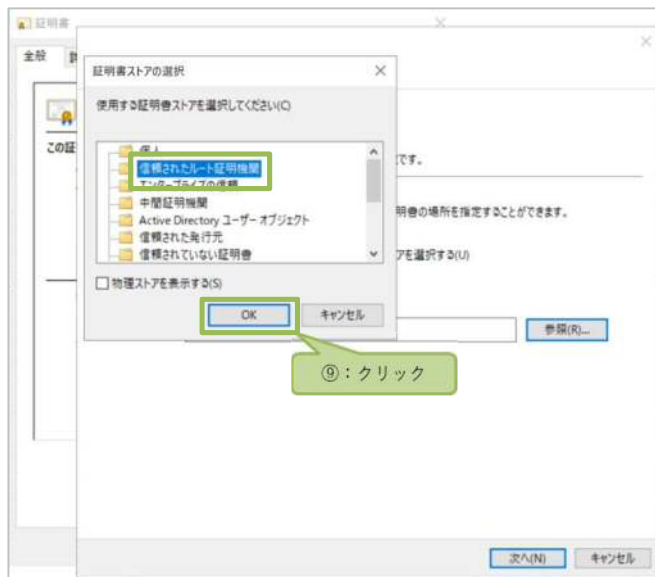 証明書
全般
証明書ストアの選択
使用する証明書ストアを選択してください(C)
この証
個人
信頼されたルート証明機関
エンタープライズの信頼
中間証明機関
Active Directory ユーザー オブジェクト
信頼された発行元
信頼されていない証明書
です。
明書の場所を指定することができます。
アを選択する(U)
物理ストアを表示する(S)
OK
キャンセル
参照(R)...
⑨：クリック
次へ(N)
キャンセル